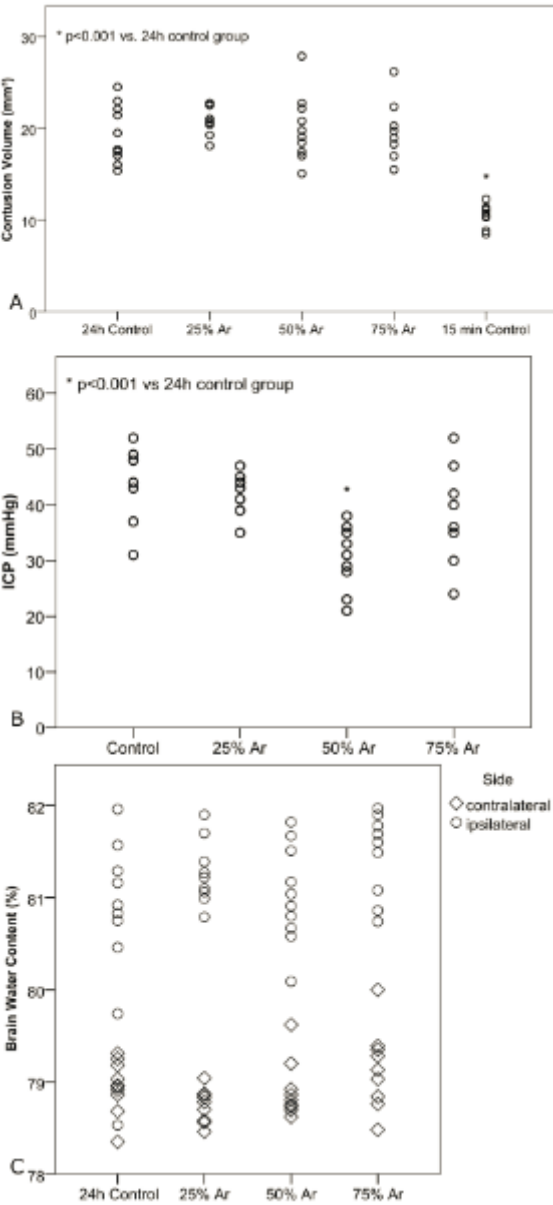 * p<0.001 vs. 24h control group
Contusion Volume (mm³)
30
20
10
0
A
24h Control 25% Ar 50% Ar 75% Ar 15 min Control
* p<0.001 vs 24h control group
ICP (mmHg)
60
50
40
30
20
10
0
B
Control 25% Ar 50% Ar 75% Ar
Side
contralateral
ipsilateral
Brain Water Content (%)
82
81
80
79
78
C
24h Control 25% Ar 50% Ar 75% Ar